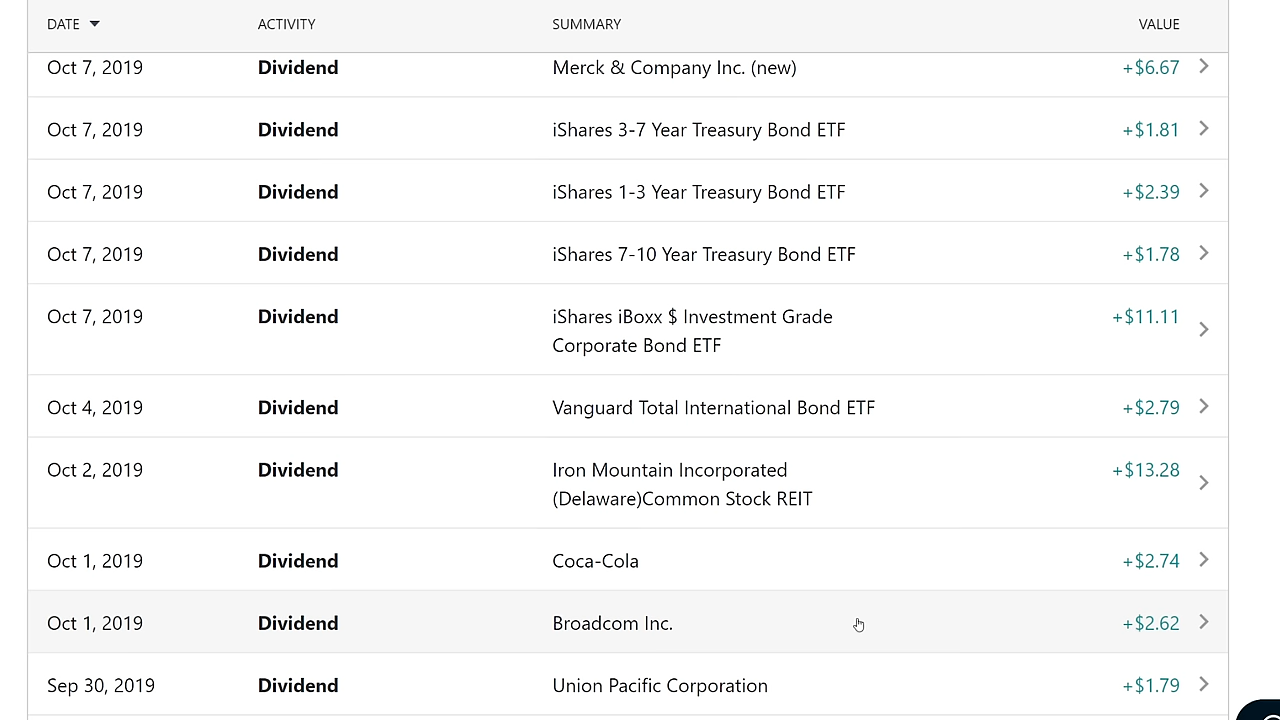 DATE ACTIVITY SUMMARY VALUE
Oct 7, 2019 Dividend Merck & Company Inc. (new) +$6.67
Oct 7, 2019 Dividend iShares 3-7 Year Treasury Bond ETF +$1.81
Oct 7, 2019 Dividend iShares 1-3 Year Treasury Bond ETF +$2.39
Oct 7, 2019 Dividend iShares 7-10 Year Treasury Bond ETF +$1.78
Oct 7, 2019 Dividend iShares iBoxx $ Investment Grade +$11.11
Corporate Bond ETF
Oct 4, 2019 Dividend Vanguard Total International Bond ETF +$2.79
Oct 2, 2019 Dividend Iron Mountain Incorporated +$13.28
(Delaware)Common Stock REIT
Oct 1, 2019 Dividend Coca-Cola +$2.74
Oct 1, 2019 Dividend Broadcom Inc. +$2.62
Sep 30, 2019 Dividend Union Pacific Corporation +$1.79